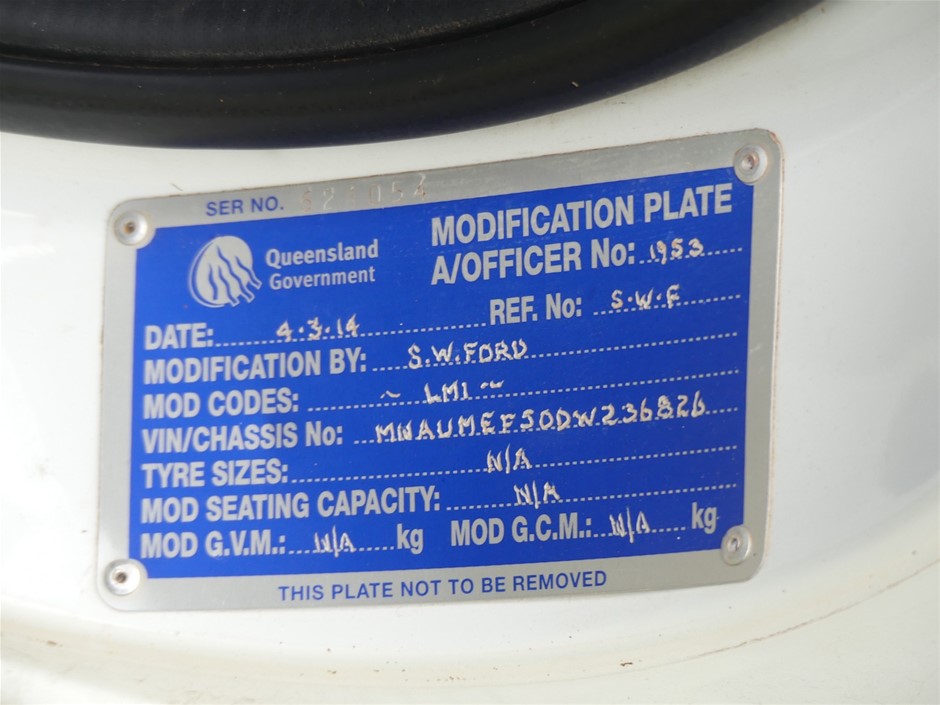 SER NO.
Queensland
Government
MODIFICATION PLATE
A/OFFICER No: 1953
DATE: 4.3.14 REF. No: S.W.F
MODIFICATION BY: S.W.FORD
MOD CODES: ~ LM1 ~
VIN/CHASSIS No: MNAUMEF50DW236826
TYRE SIZES: N/A
MOD SEATING CAPACITY: N/A
MOD G.V.M.: N/A kg MOD G.C.M.: N/A kg
THIS PLATE NOT TO BE REMOVED